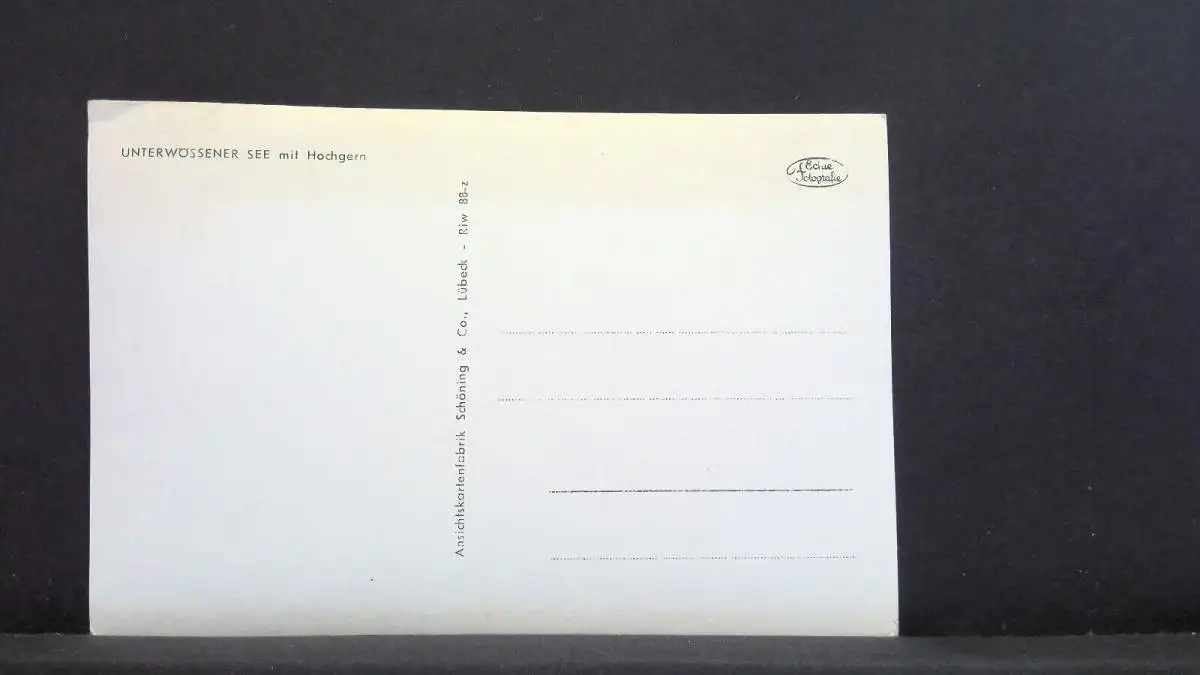 UNTERWÖSSENER SEE mit Hochgern
Echte
Fotografie
Ansichtskartenfabrik Schöning & Co., Lübeck - Riw 88-z